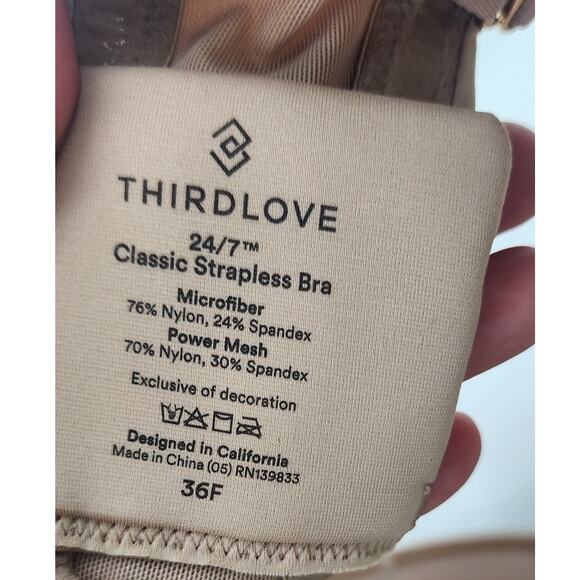 THIRDLOVE
24/7™
Classic Strapless Bra
Microfiber
76% Nylon, 24% Spandex
Power Mesh
70% Nylon, 30% Spandex
Exclusive of decoration
Designed in California
Made in China (05) RN139833
36F